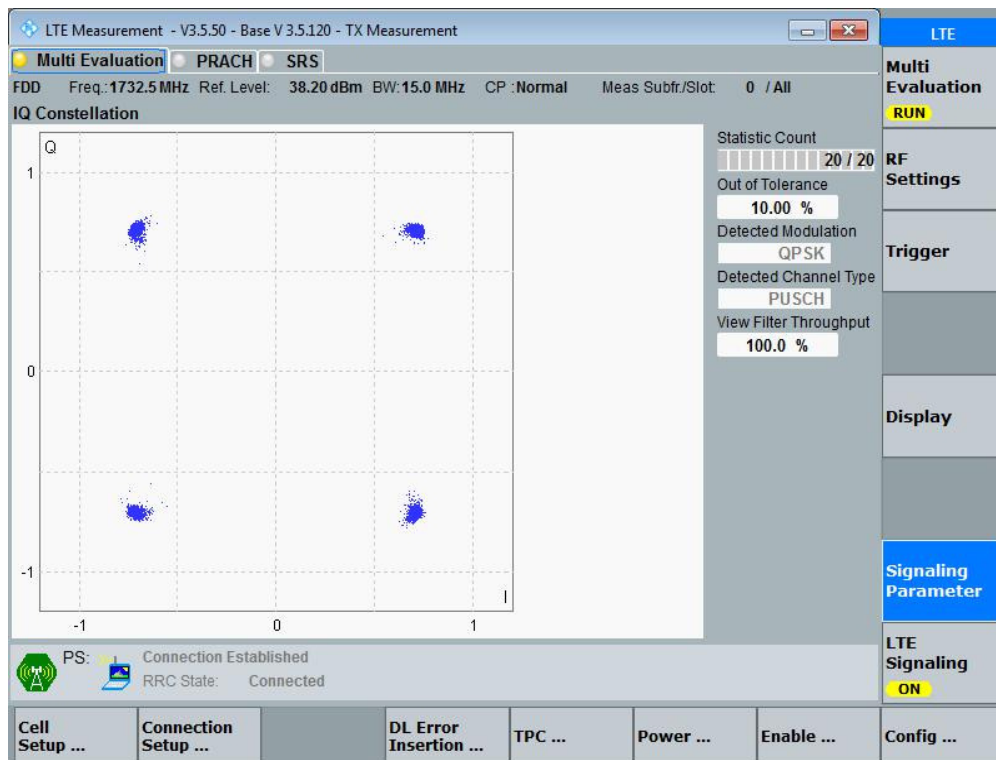 LTE Measurement - V3.5.50 - Base V 3.5.120 - TX Measurement
LTE
Multi Evaluation PRACH SRS
FDD Freq.:1732.5 MHz Ref. Level: 38.20 dBm BW:15.0 MHz CP :Normal Meas Subfr./Slot: 0 / All
IQ Constellation
Q
1
0
-1
I
-1 0 1
Statistic Count
20 / 20
Out of Tolerance
10.00 %
Detected Modulation
QPSK
Detected Channel Type
PUSCH
View Filter Throughput
100.0 %
Multi
Evaluation
RUN
RF
Settings
Trigger
Display
Signaling
Parameter
LTE
Signaling
ON
PS: Connection Established
RRC State: Connected
Cell
Setup ...
Connection
Setup ...
DL Error
Insertion ...
TPC ...
Power ...
Enable ...
Config ...